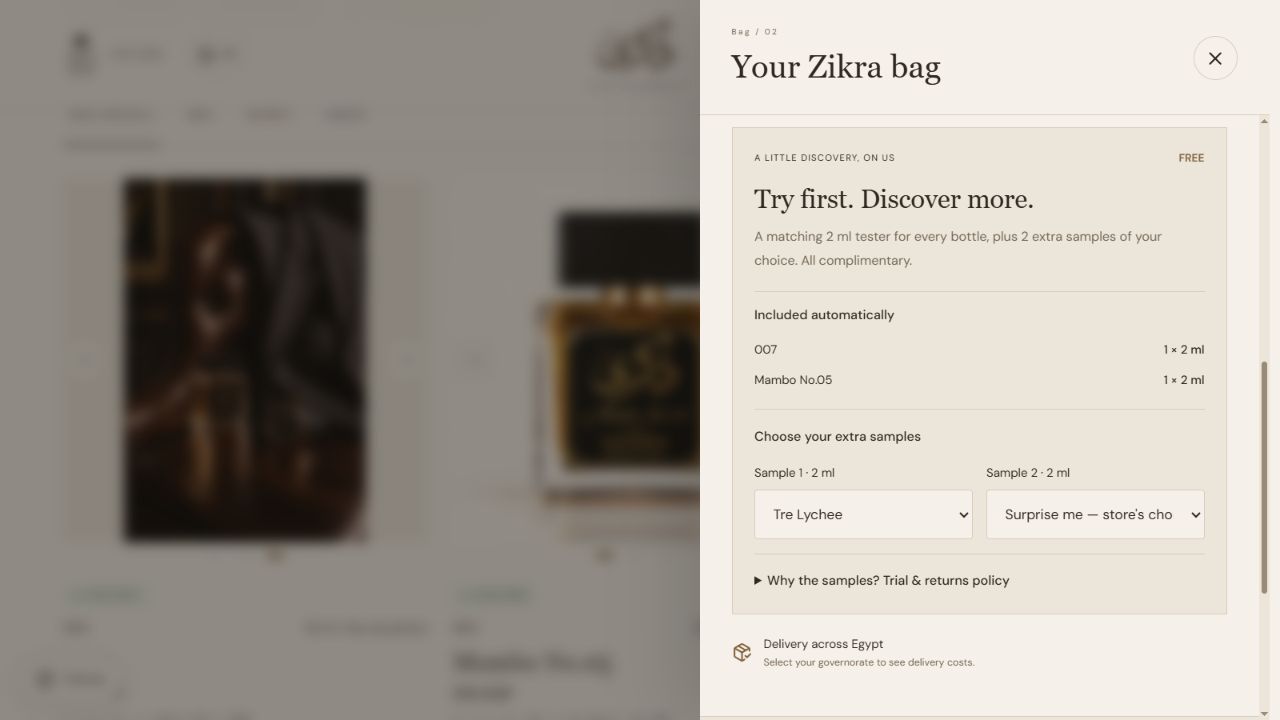 Bag / 02
Your Zikra bag
A LITTLE DISCOVERY, ON US
FREE
Try first. Discover more.
A matching 2 ml tester for every bottle, plus 2 extra samples of your
choice. All complimentary.
Included automatically
007
1 × 2 ml
Mambo No.05
1 × 2 ml
Choose your extra samples
Sample 1 · 2 ml
Sample 2 · 2 ml
Tre Lychee
Surprise me — store's cho
Why the samples? Trial & returns policy
Delivery across Egypt
Select your governorate to see delivery costs.